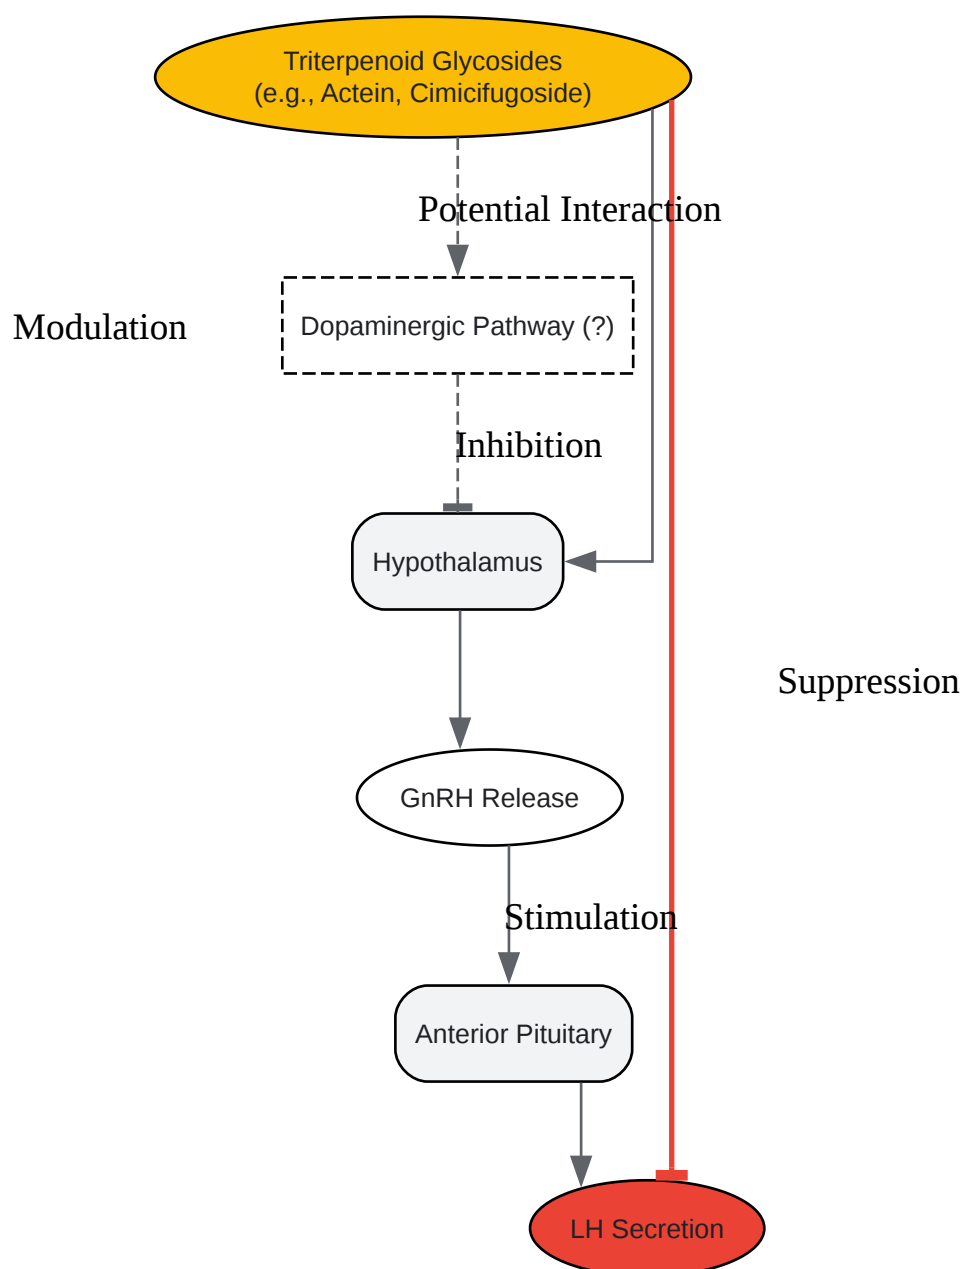 Triterpenoid Glycosides
(e.g., Actein, Cimicifugoside)
Potential Interaction
Modulation
Dopaminergic Pathway (?)
Inhibition
Hypothalamus
Suppression
GnRH Release
Stimulation
Anterior Pituitary
LH Secretion